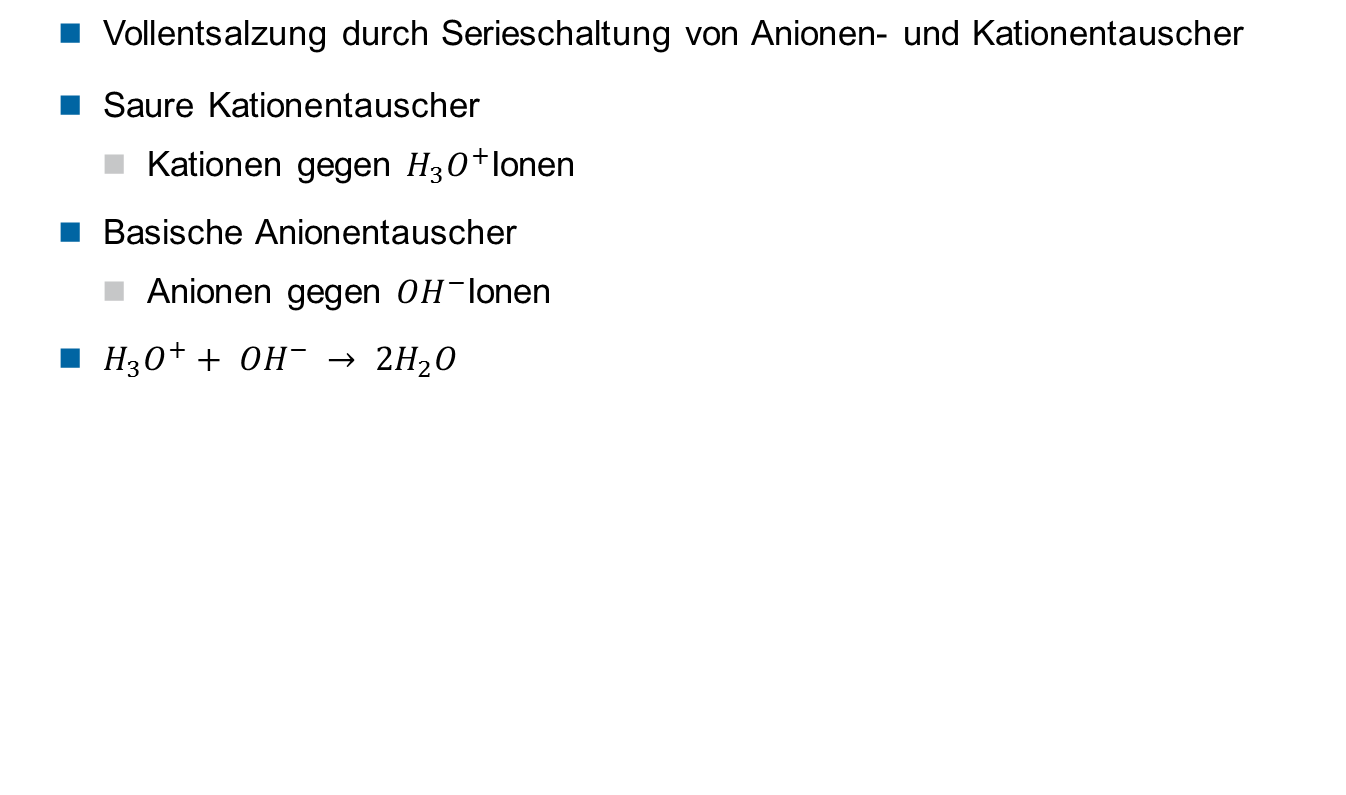 Vollentsalzung durch Serieschaltung von Anionen- und Kationentauscher
Saure Kationentauscher
Kationen gegen H₃O⁺Ionen
Basische Anionentauscher
Anionen gegen OH⁻Ionen
H₃O⁺ + OH⁻ → 2H₂O